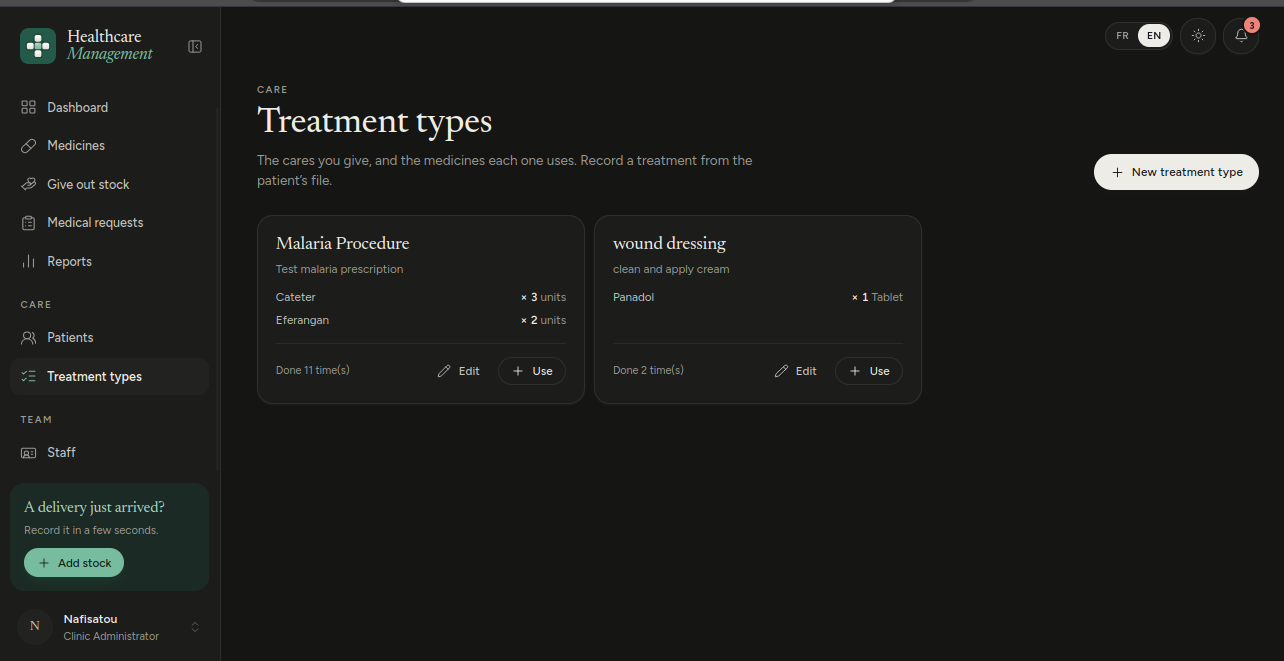 Healthcare
Management
Dashboard
Medicines
Give out stock
Medical requests
Reports
CARE
Patients
Treatment types
TEAM
Staff
A delivery just arrived?
Record it in a few seconds.
+ Add stock
N
Nafisatou
Clinic Administrator
FR EN
3
CARE
Treatment types
The cares you give, and the medicines each one uses. Record a treatment from the
patient's file.
+ New treatment type
Malaria Procedure
Test malaria prescription
Cateter × 3 units
Eferangan × 2 units
Done 11 time(s) Edit + Use
wound dressing
clean and apply cream
Panadol × 1 Tablet
Done 2 time(s) Edit + Use